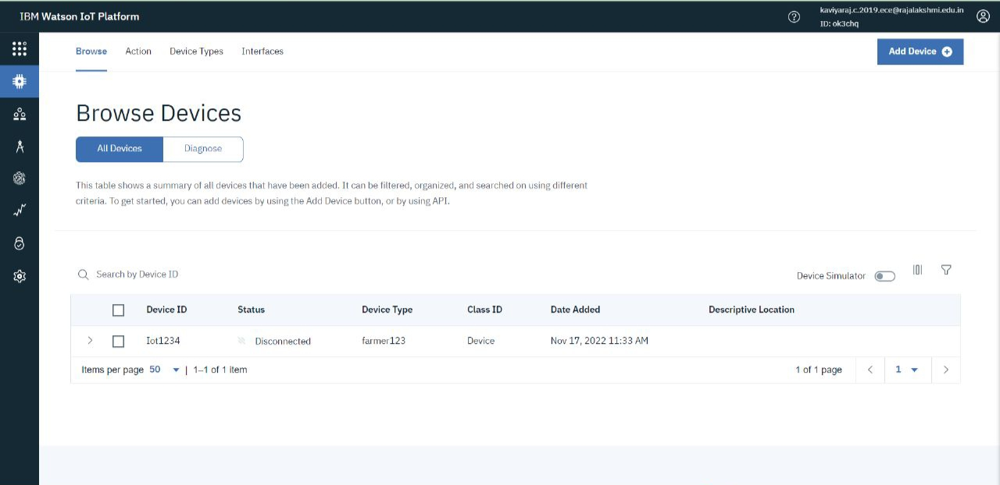 IBM Watson IoT Platform
kaviyaraj.c.2019.ece@rajalakshmi.edu.in
ID: ok3chq
Browse Action Device Types Interfaces
Add Device
Browse Devices
All Devices Diagnose
This table shows a summary of all devices that have been added. It can be filtered, organized, and searched on using different
criteria. To get started, you can add devices by using the Add Device button, or by using API.
Search by Device ID
Device Simulator
Device ID Status Device Type Class ID Date Added Descriptive Location
Iot1234 Disconnected farmer123 Device Nov 17, 2022 11:33 AM
Items per page 50 | 1–1 of 1 item 1 of 1 page 1